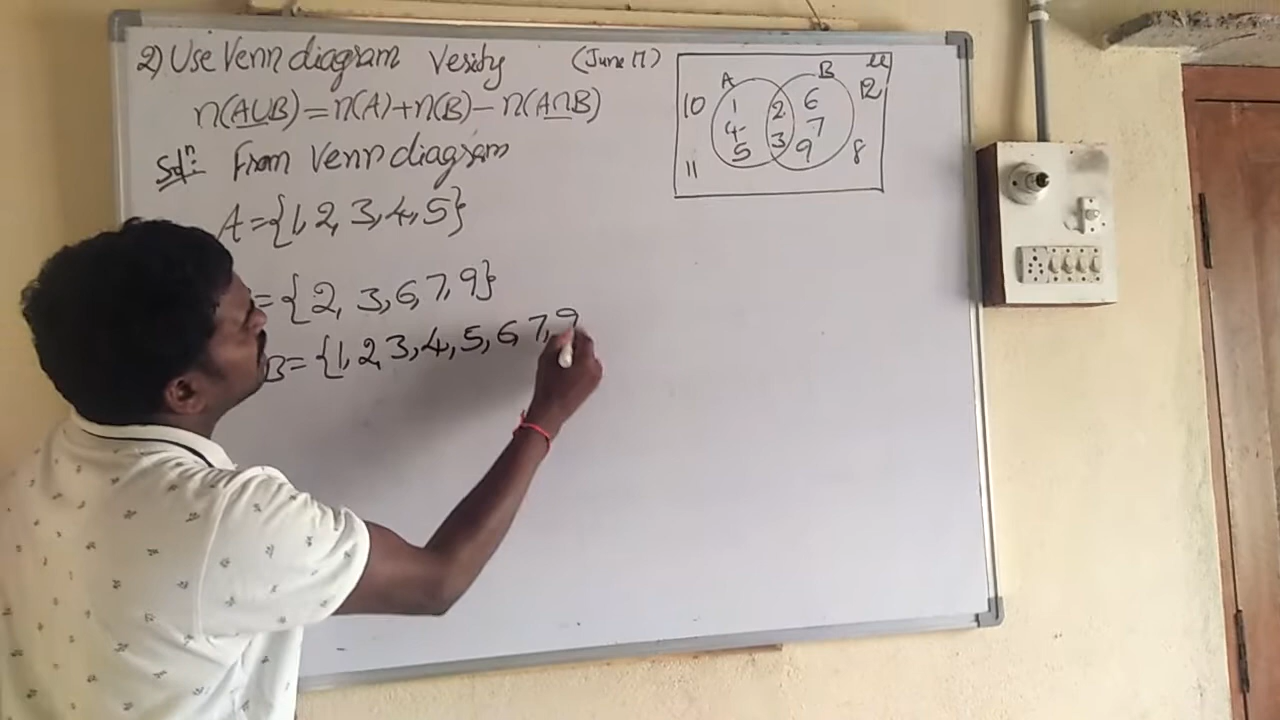 2) Use Venn diagram Verify (June 17)
n(A∪B) = n(A) + n(B) - n(A∩B)
Solⁿ: From Venn diagram
A = {1, 2, 3, 4, 5}
= {2, 3, 6, 7, 9}
B = {1, 2, 3, 4, 5, 6, 7, 9
A B μ
10 1 2 6 12
4 7
5 3 9 8
11